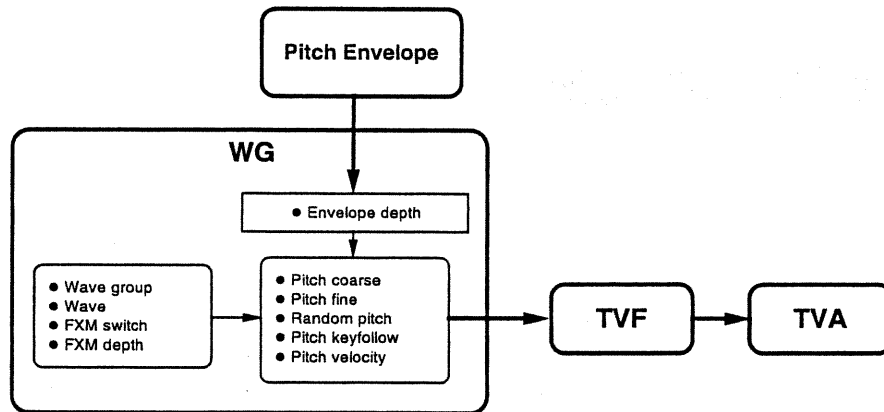 Pitch Envelope
WG
● Envelope depth
● Wave group
● Wave
● FXM switch
● FXM depth
● Pitch coarse
● Pitch fine
● Random pitch
● Pitch keyfollow
● Pitch velocity
TVF
TVA